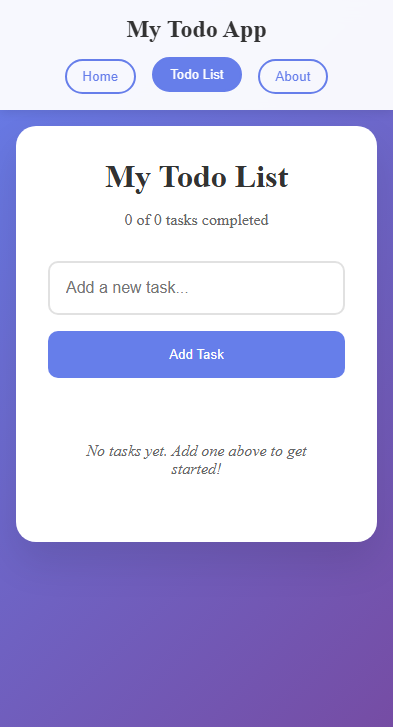 My Todo App
Home
Todo List
About
My Todo List
0 of 0 tasks completed
Add a new task...
Add Task
No tasks yet. Add one above to get
started!